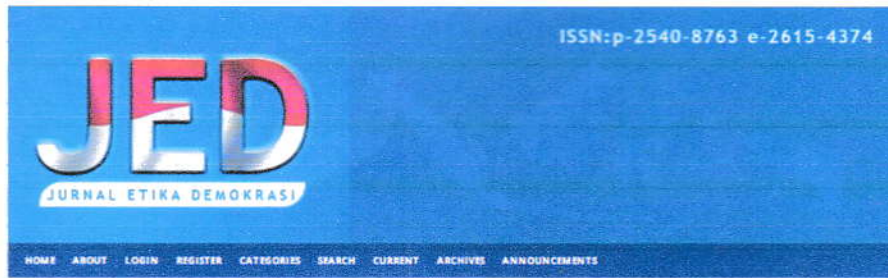 ISSN:p-2540-8763 e-2615-4374
JED
JURNAL ETIKA DEMOKRASI
HOME ABOUT LOGIN REGISTER CATEGORIES SEARCH CURRENT ARCHIVES ANNOUNCEMENTS